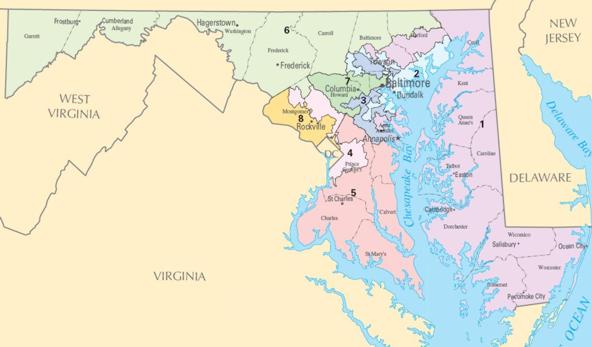 Frostburg
Cumberland
Allegany
Garrett
Hagerstown
Washington
6
Carroll
Baltimore
Harford
Cecil
NEW
JERSEY
Frederick
Frederick
Towson
2
Baltimore
Dundalk
7
Columbia
Howard
3
Kent
WEST
VIRGINIA
Montgomery
8
Rockville
Annapolis
Queen
Anne's
1
Delaware Bay
DC
4
Prince
George's
Caroline
Talbot
Easton
DELAWARE
5
St Charles
Charles
Calvert
Chesapeake Bay
Cambridge
Dorchester
St Mary's
Wicomico
Salisbury
Ocean City
VIRGINIA
Worcester
Somerset
Pocomoke City
OCEAN